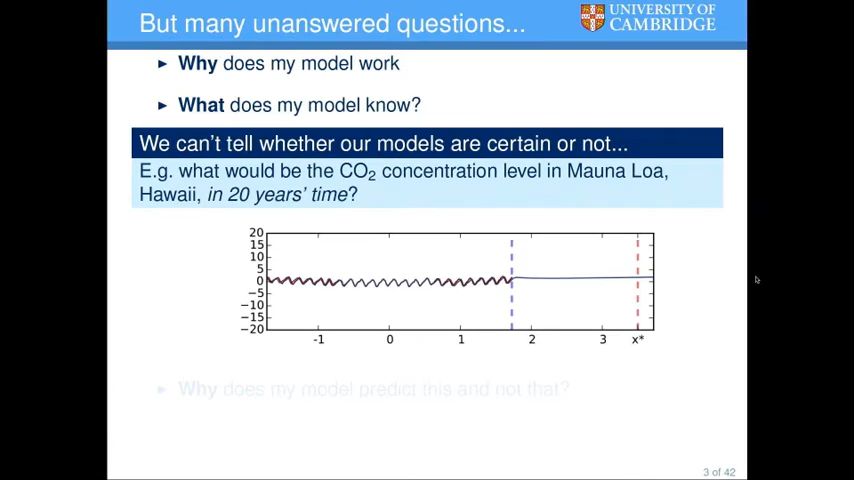 But many unanswered questions...
UNIVERSITY OF
CAMBRIDGE
► Why does my model work
► What does my model know?
We can't tell whether our models are certain or not...
E.g. what would be the CO₂ concentration level in Mauna Loa,
Hawaii, in 20 years' time?
20
15
10
5
0
−5
−10
−15
−20
-1 0 1 2 3 x*
► Why does my model predict this and not that?
3 of 42